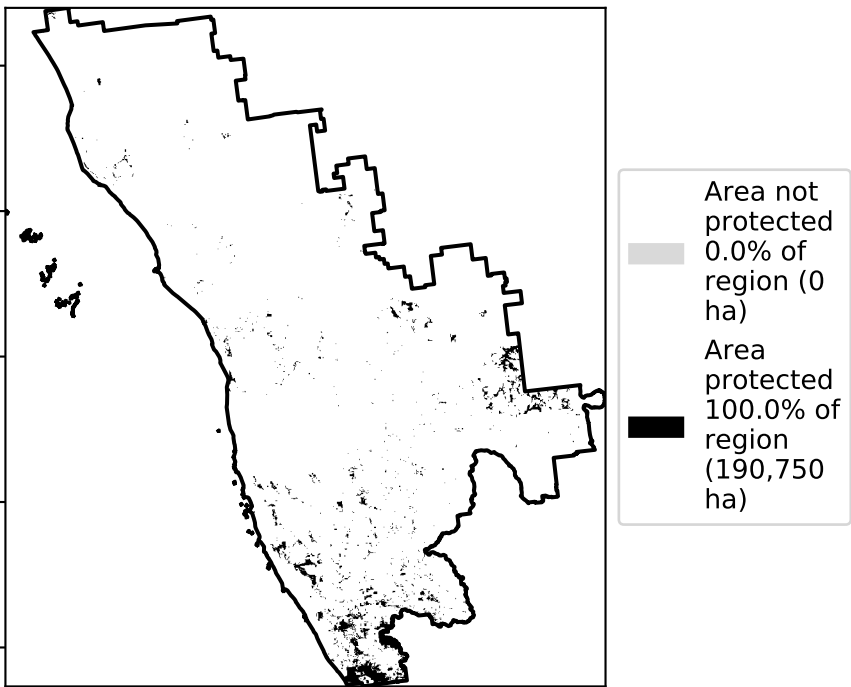 Area not
protected
0.0% of
region (0
ha)
Area
protected
100.0% of
region
(190,750
ha)